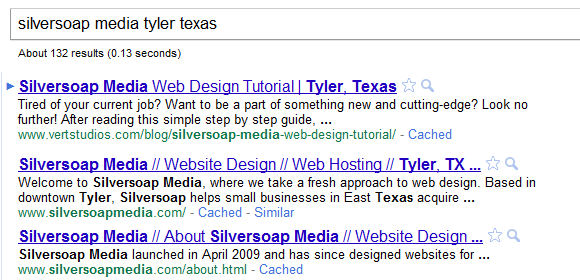 silversoap media tyler texas
About 132 results (0.13 seconds)
Silversoap Media Web Design Tutorial | Tyler, Texas
Tired of your current job? Want to be a part of something new and cutting-edge? Look no
further! After reading this simple step by step guide, ...
www.vertstudios.com/blog/silversoap-media-web-design-tutorial/ - Cached
Silversoap Media // Website Design // Web Hosting // Tyler, TX ...
Welcome to Silversoap Media, where we take a fresh approach to web design. Based in
downtown Tyler, Silversoap helps small businesses in East Texas acquire ...
www.silversoapmedia.com/ - Cached - Similar
Silversoap Media // About Silversoap Media // Website Design ...
Silversoap Media launched in April 2009 and has since designed websites for ...
www.silversoapmedia.com/about.html - Cached